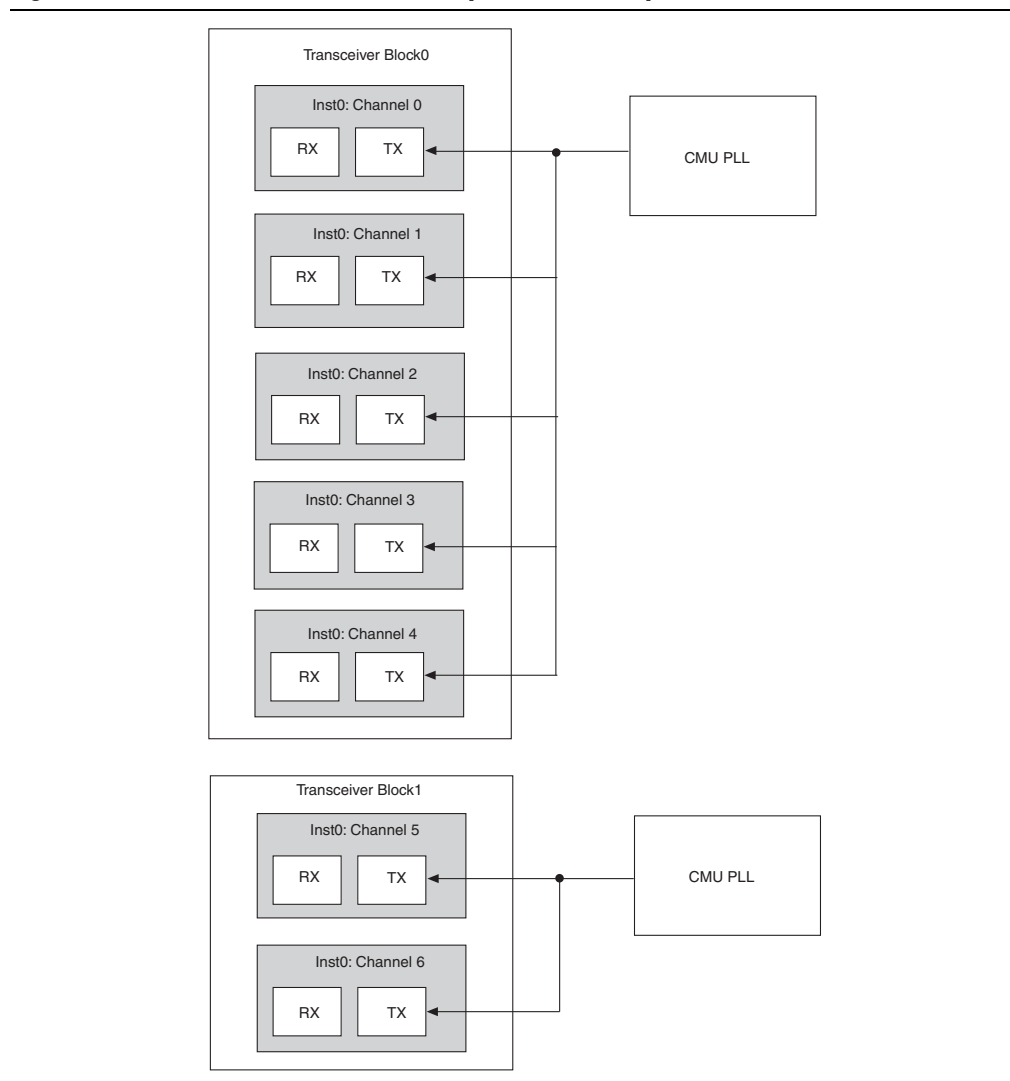 Transceiver Block0
Inst0: Channel 0
RX
TX
CMU PLL
Inst0: Channel 1
RX
TX
Inst0: Channel 2
RX
TX
Inst0: Channel 3
RX
TX
Inst0: Channel 4
RX
TX
Transceiver Block1
Inst0: Channel 5
RX
TX
CMU PLL
Inst0: Channel 6
RX
TX